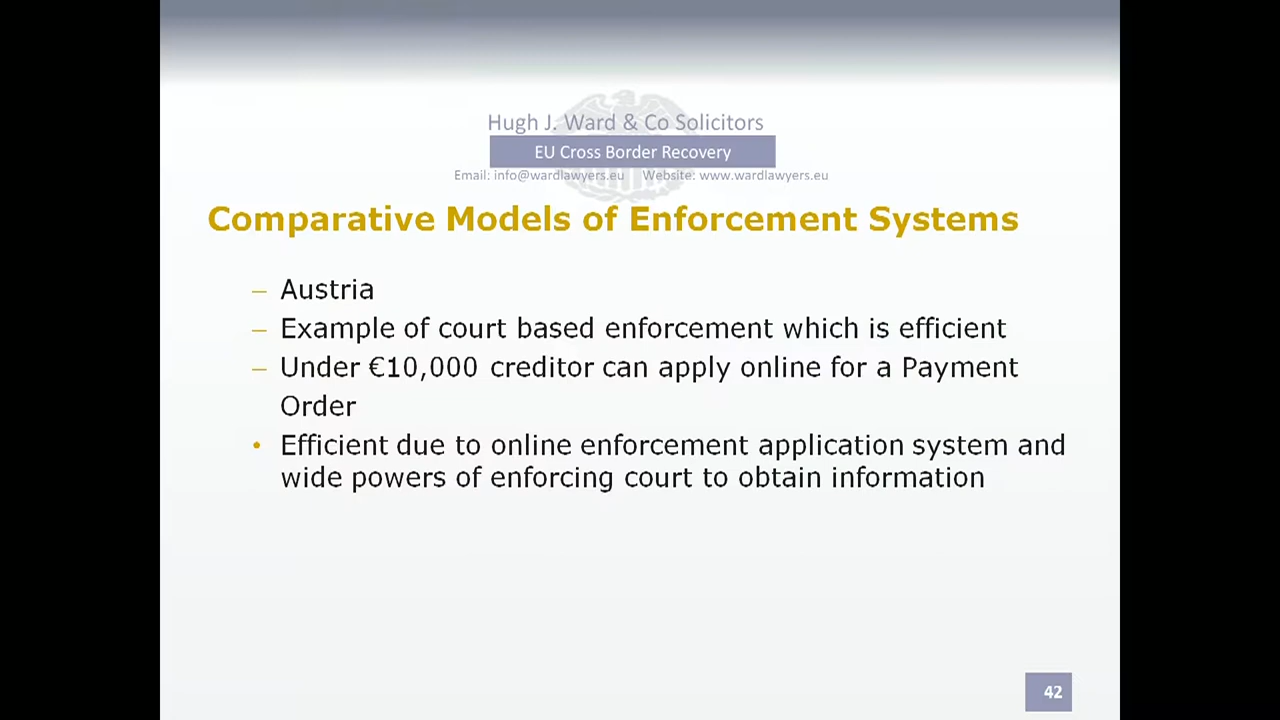 Hugh J. Ward & Co Solicitors
EU Cross Border Recovery
Email: info@wardlawyers.eu Website: www.wardlawyers.eu
Comparative Models of Enforcement Systems
– Austria
– Example of court based enforcement which is efficient
– Under €10,000 creditor can apply online for a Payment
Order
• Efficient due to online enforcement application system and
wide powers of enforcing court to obtain information
42